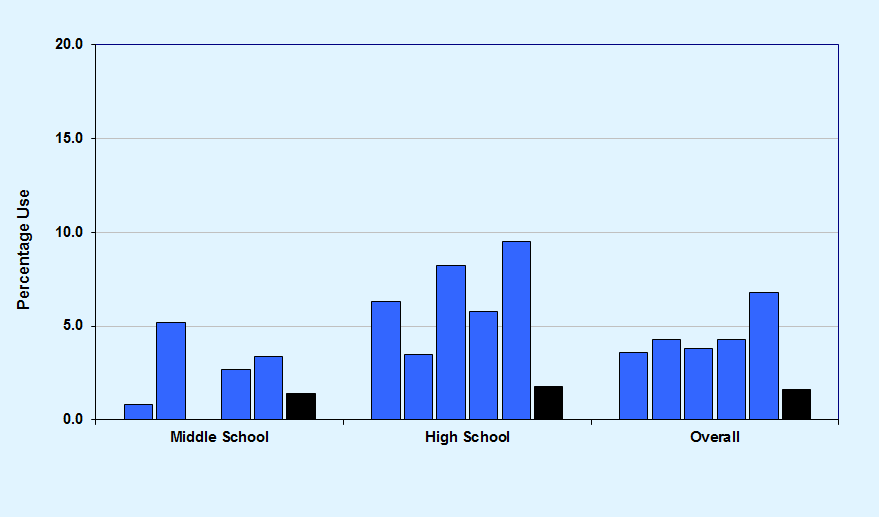 20.0
15.0
10.0
5.0
0.0
Percentage Use
Middle School
High School
Overall